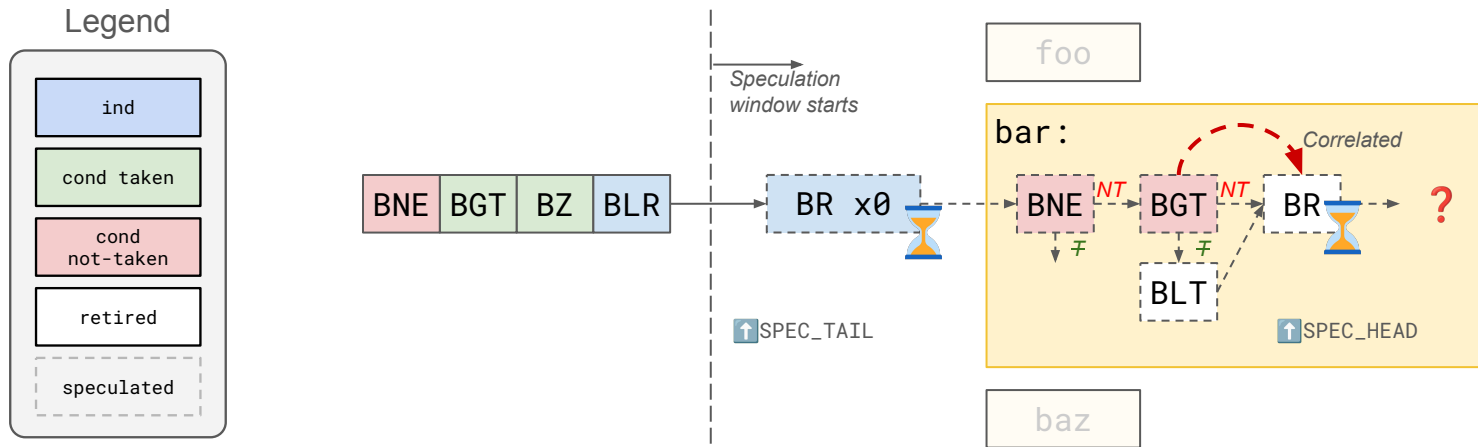 Legend
ind
cond taken
cond
not-taken
retired
speculated
Speculation
window starts
foo
bar:
Correlated
BNE BGT BZ BLR
BR x0
BNE NT BGT NT BR ❓
T T
BLT
⬆️SPEC_TAIL
⬆️SPEC_HEAD
baz